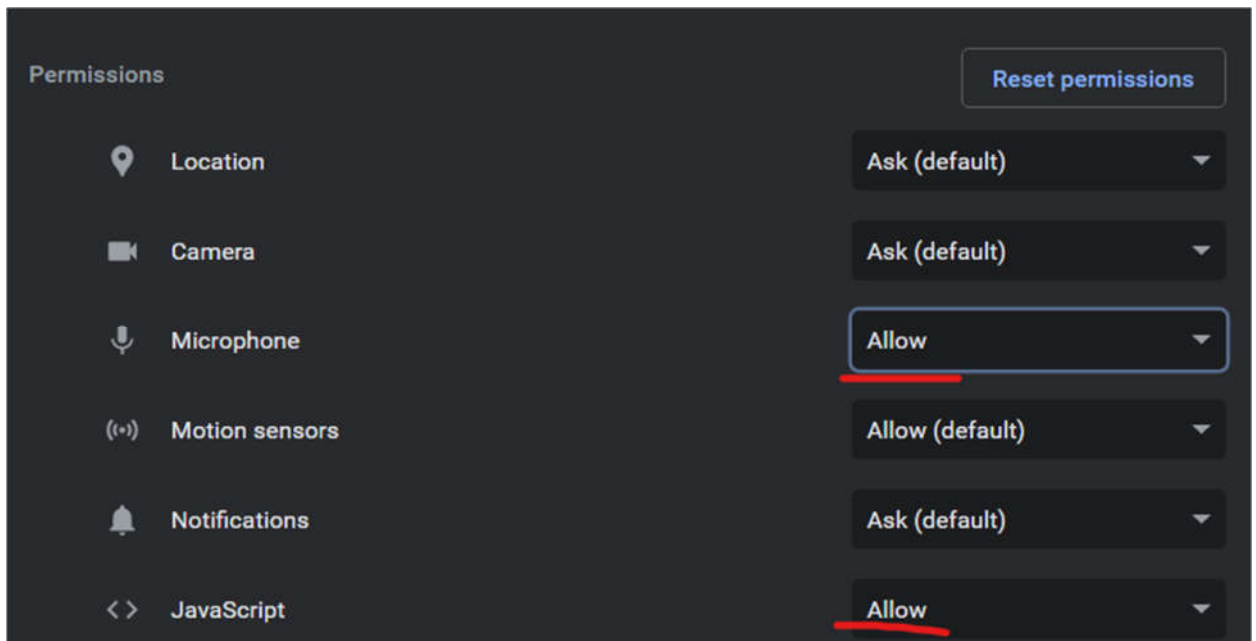 Permissions Reset permissions
Location Ask (default)
Camera Ask (default)
Microphone Allow
Motion sensors Allow (default)
Notifications Ask (default)
JavaScript Allow